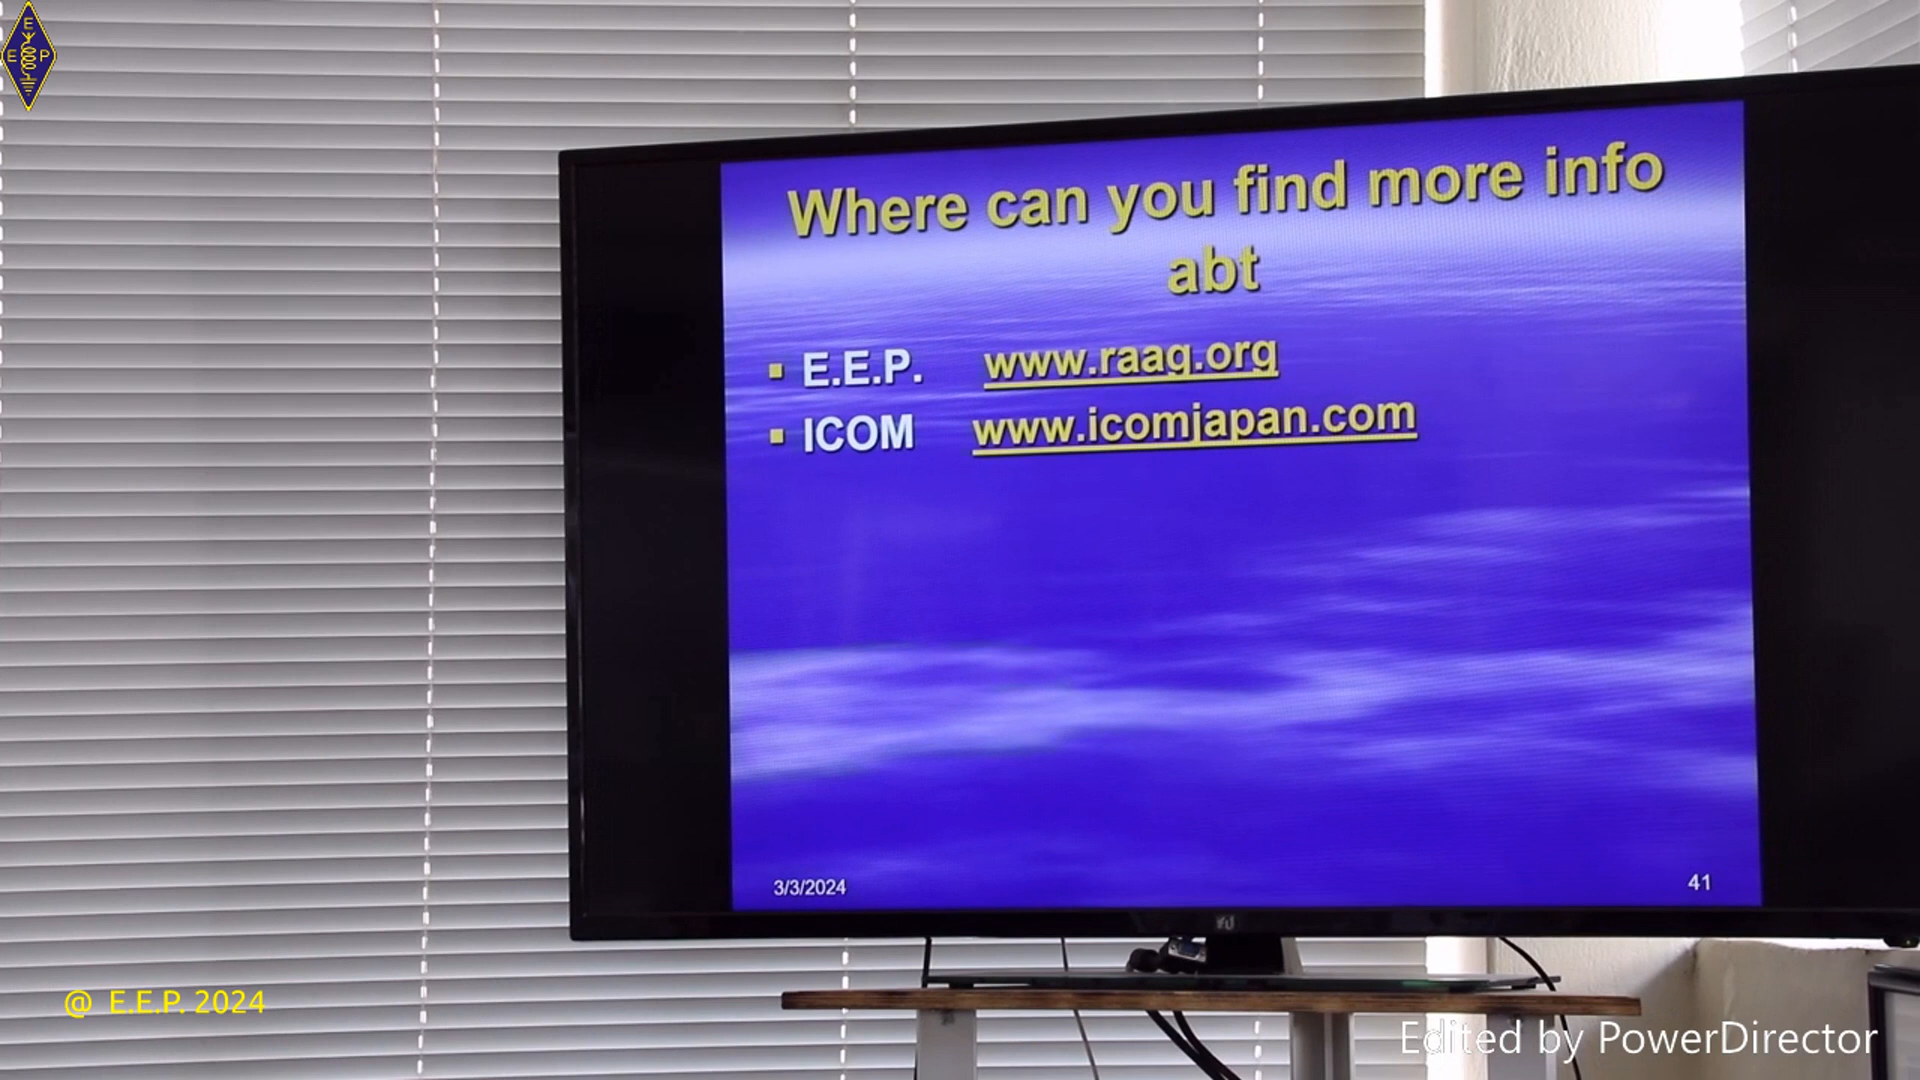 E
E P
Where can you find more info
abt
▪ E.E.P. www.raag.org
▪ ICOM www.icomjapan.com
3/3/2024
41
@ E.E.P. 2024
Edited by PowerDirector